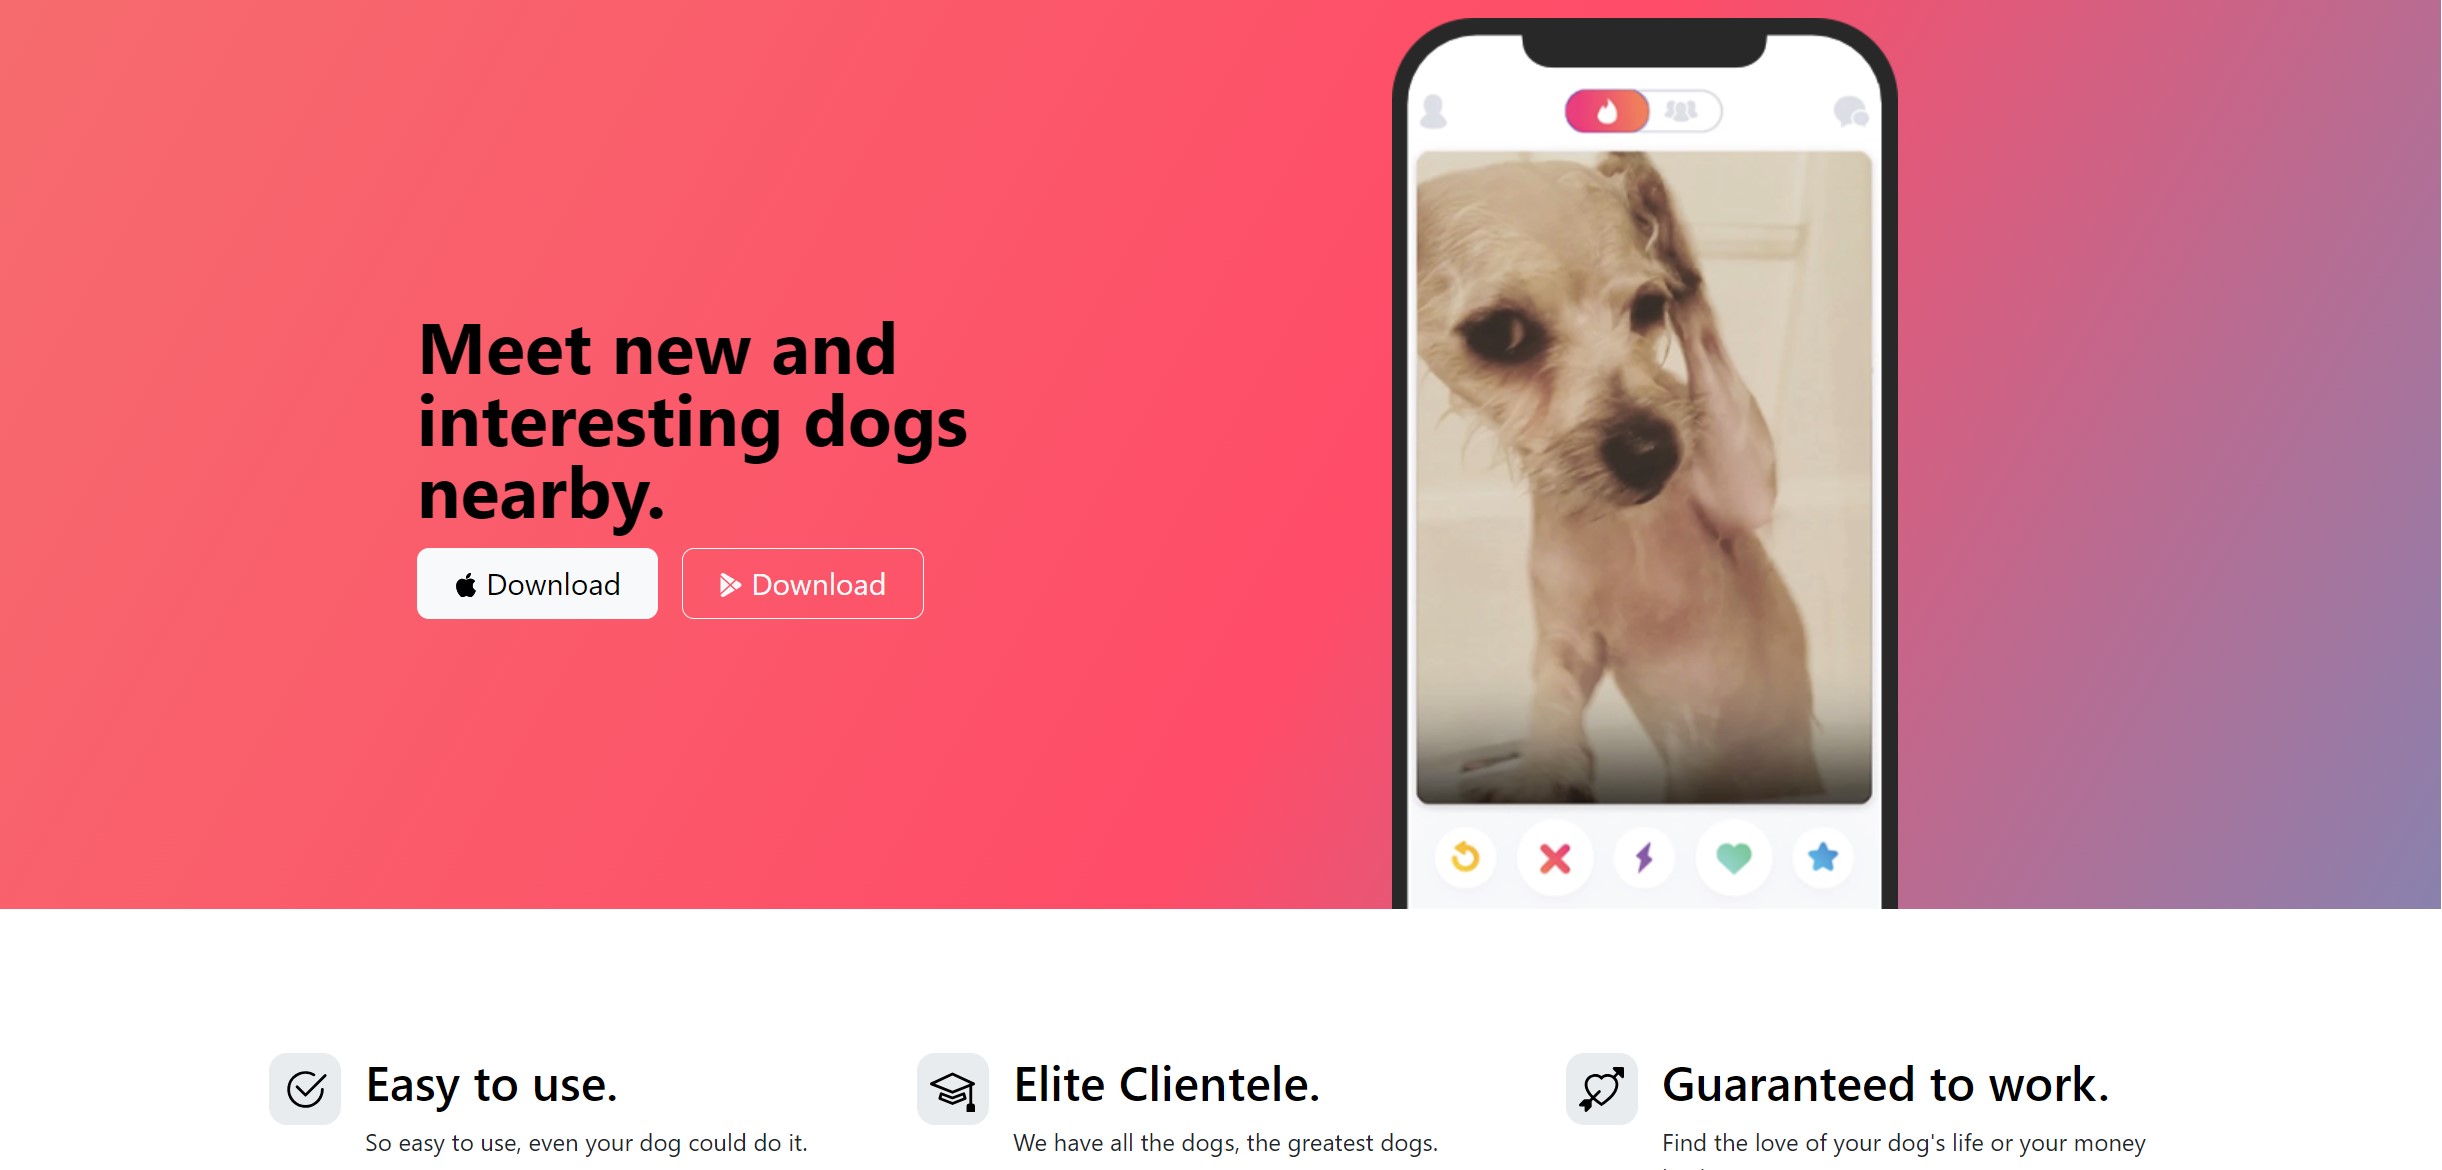 Meet new and
interesting dogs
nearby.
Download
Download
Easy to use.
So easy to use, even your dog could do it.
Elite Clientele.
We have all the dogs, the greatest dogs.
Guaranteed to work.
Find the love of your dog's life or your money